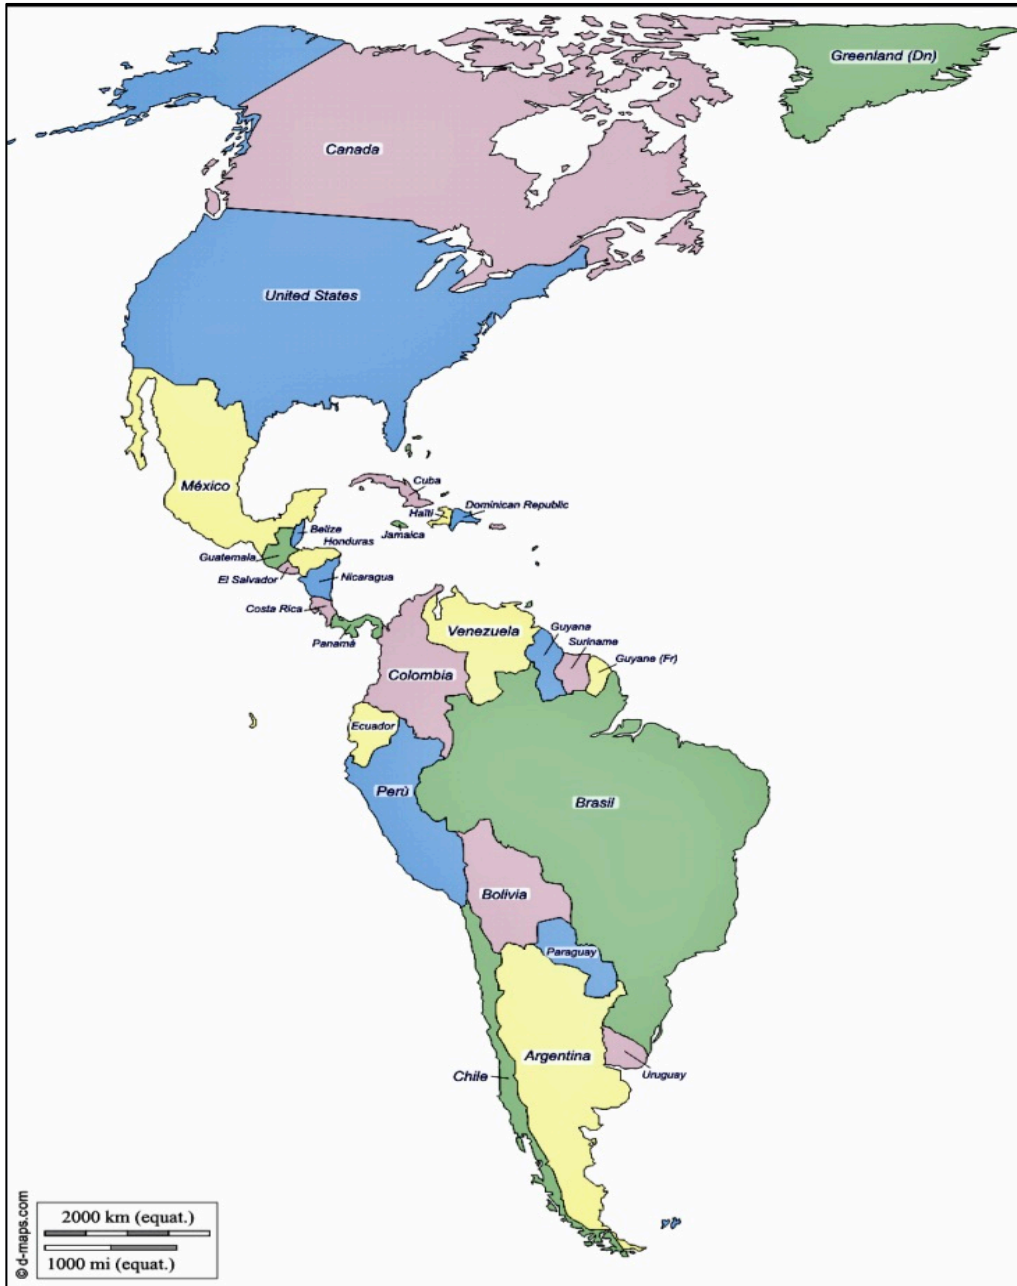 Greenland (Dn)
Canada
United States
México
Cuba
Haïti
Dominican Republic
Jamaica
Belize
Honduras
Guatemala
El Salvador
Nicaragua
Costa Rica
Panamá
Venezuela
Guyana
Suriname
Guyane (Fr)
Colombia
Ecuador
Perù
Brasil
Bolivia
Paraguay
Argentina
Chile
Uruguay
© d-maps.com
2000 km (equat.)
1000 mi (equat.)